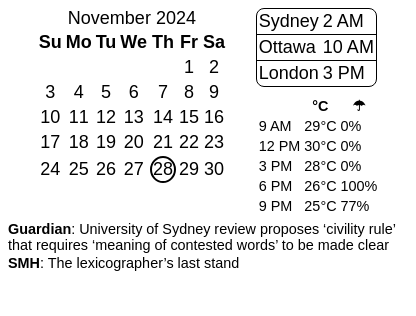 November 2024
Su Mo Tu We Th Fr Sa
1 2
3 4 5 6 7 8 9
10 11 12 13 14 15 16
17 18 19 20 21 22 23
24 25 26 27 28 29 30
Sydney 2 AM
Ottawa 10 AM
London 3 PM
°C ☂
9 AM 29°C 0%
12 PM 30°C 0%
3 PM 28°C 0%
6 PM 26°C 100%
9 PM 25°C 77%
Guardian: University of Sydney review proposes ‘civility rule’
that requires ‘meaning of contested words’ to be made clear
SMH: The lexicographer’s last stand